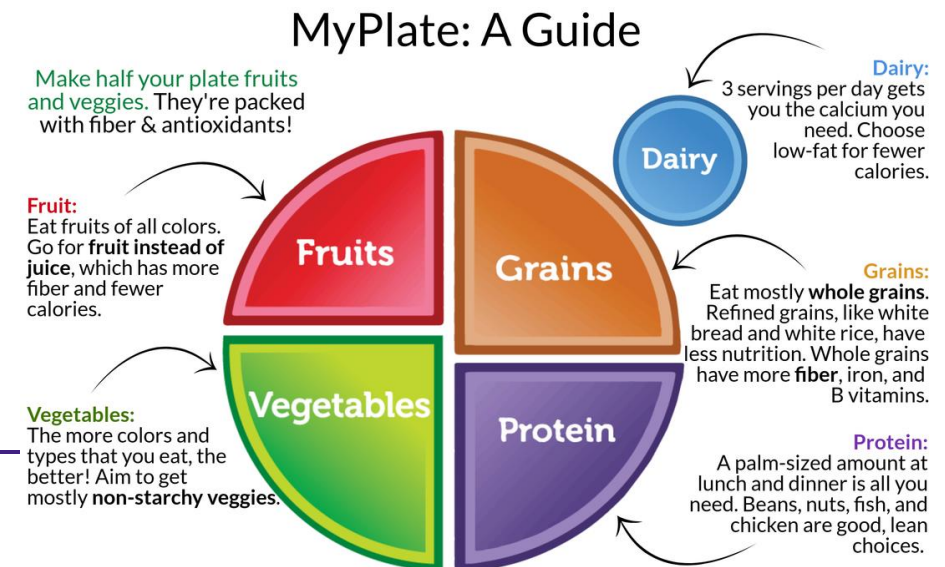 MyPlate: A Guide
Make half your plate fruits
and veggies. They're packed
with fiber & antioxidants!
Fruit:
Eat fruits of all colors.
Go for fruit instead of
juice, which has more
fiber and fewer
calories.
Vegetables:
The more colors and
types that you eat, the
better! Aim to get
mostly non-starchy veggies.
Fruits
Grains
Vegetables
Protein
Dairy
Dairy:
3 servings per day gets
you the calcium you
need. Choose
low-fat for fewer
calories.
Grains:
Eat mostly whole grains.
Refined grains, like white
bread and white rice, have
less nutrition. Whole grains
have more fiber, iron, and
B vitamins.
Protein:
A palm-sized amount at
lunch and dinner is all you
need. Beans, nuts, fish, and
chicken are good, lean
choices.